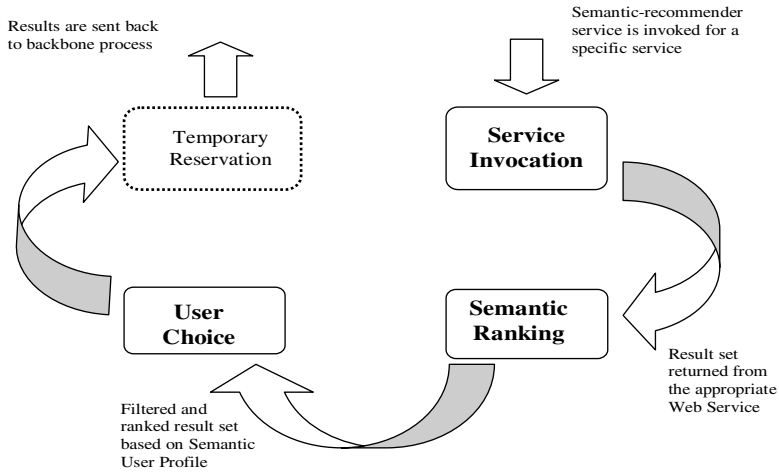 Results are sent back
to backbone process
Semantic-recommender
service is invoked for a
specific service
Temporary
Reservation
Service
Invocation
User
Choice
Semantic
Ranking
Result set
returned from
the appropriate
Web Service
Filtered and
ranked result set
based on Semantic
User Profile